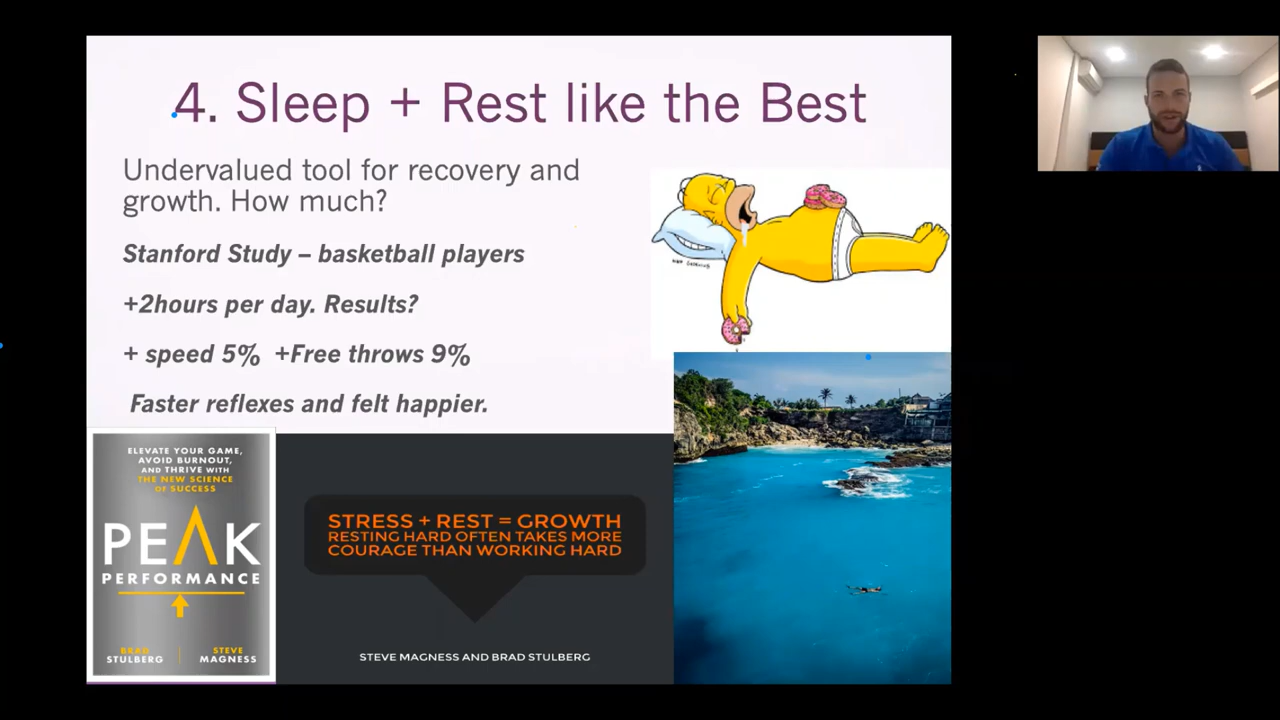 4. Sleep + Rest like the Best
Undervalued tool for recovery and
growth. How much?
Stanford Study – basketball players
+2hours per day. Results?
+ speed 5%  +Free throws 9%
Faster reflexes and felt happier.
ELEVATE YOUR GAME,
AVOID BURNOUT,
AND THRIVE WITH
THE NEW SCIENCE
OF SUCCESS
PEAK
PERFORMANCE
BRAD
STULBERG
STEVE
MAGNESS
STRESS + REST = GROWTH
RESTING HARD OFTEN TAKES MORE
COURAGE THAN WORKING HARD
STEVE MAGNESS AND BRAD STULBERG